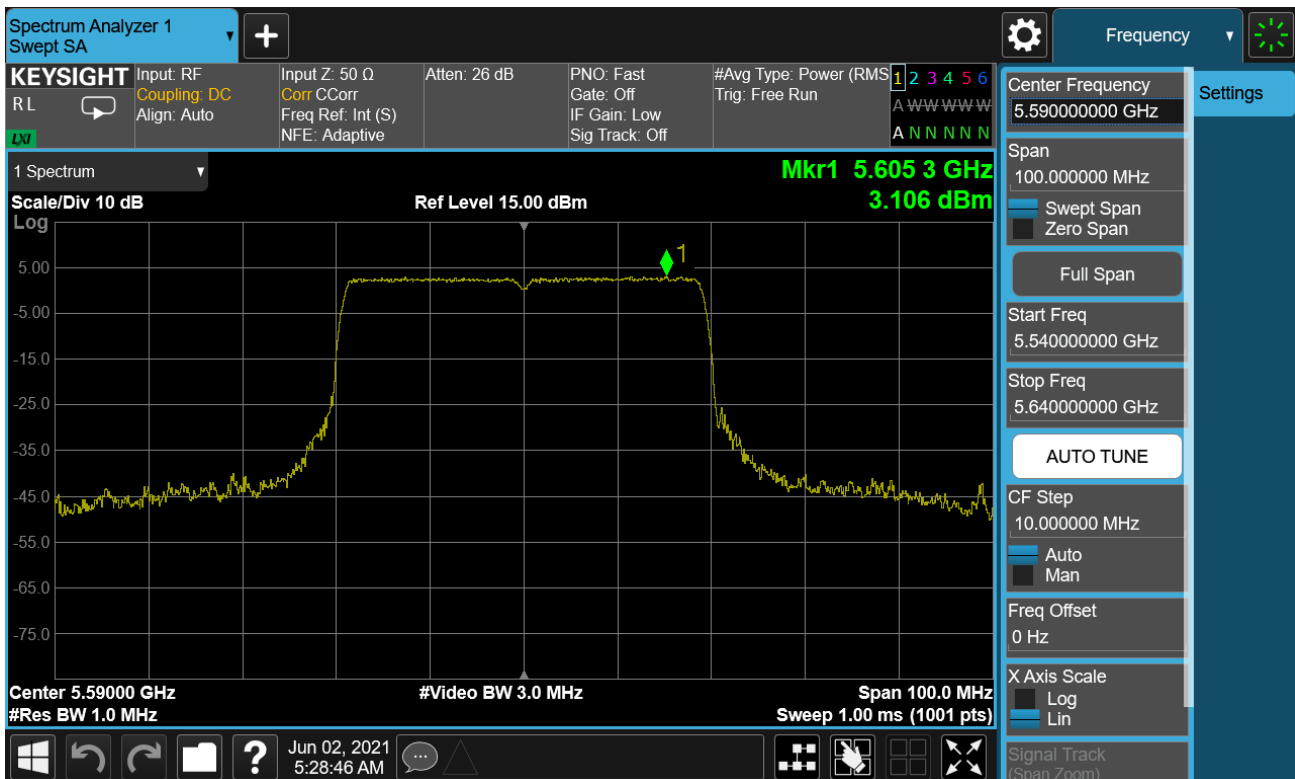 Spectrum Analyzer 1
Swept SA
Frequency
KEYSIGHT
R L
LXI
Input: RF
Coupling: DC
Align: Auto
Input Z: 50 Ω
Corr CCorr
Freq Ref: Int (S)
NFE: Adaptive
Atten: 26 dB
PNO: Fast
Gate: Off
IF Gain: Low
Sig Track: Off
#Avg Type: Power (RMS
Trig: Free Run
1 2 3 4 5 6
A W W W W W
A N N N N N
1 Spectrum
Scale/Div 10 dB
Ref Level 15.00 dBm
Mkr1 5.605 3 GHz
3.106 dBm
Log
5.00
-5.00
-15.0
-25.0
-35.0
-45.0
-55.0
-65.0
-75.0
1
Center 5.59000 GHz
#Res BW 1.0 MHz
#Video BW 3.0 MHz
Span 100.0 MHz
Sweep 1.00 ms (1001 pts)
Center Frequency
5.590000000 GHz
Span
100.000000 MHz
Swept Span
Zero Span
Full Span
Start Freq
5.540000000 GHz
Stop Freq
5.640000000 GHz
AUTO TUNE
CF Step
10.000000 MHz
Auto
Man
Freq Offset
0 Hz
X Axis Scale
Log
Lin
Signal Track
(Span Zoom)
Settings
?
Jun 02, 2021
5:28:46 AM